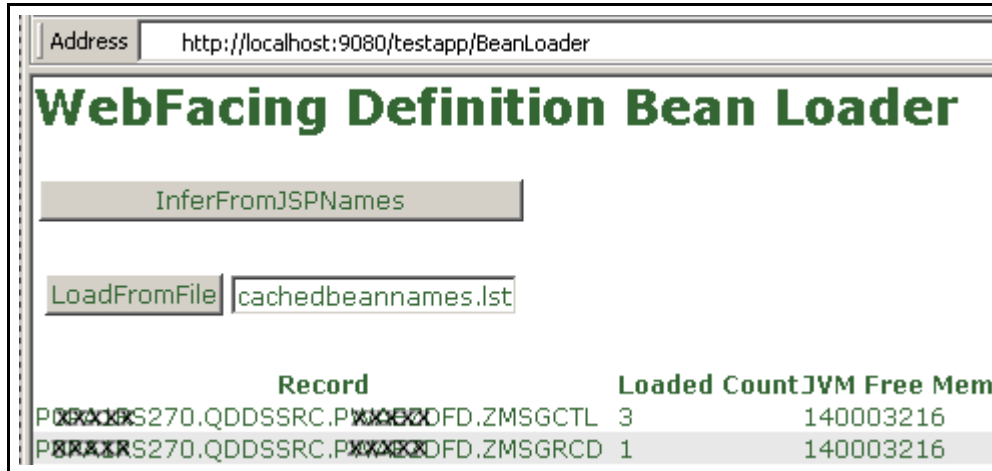 Address http://localhost:9080/testapp/BeanLoader
WebFacing Definition Bean Loader
InferFromJSPNames
LoadFromFile cachedbeannames.lst
Record Loaded Count JVM Free Mem
S270.QDDSSRC. DFD.ZMSGCTL 3 140003216
S270.QDDSSRC. DFD.ZMSGRCD 1 140003216